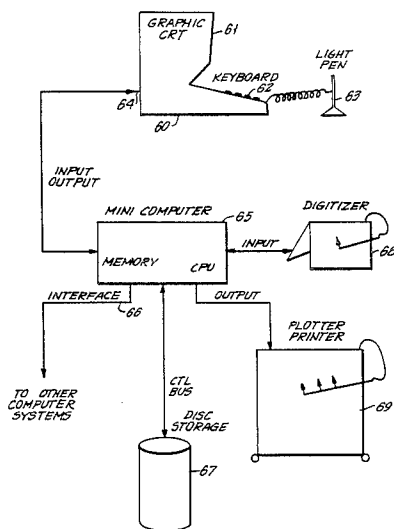 GRAPHIC
CRT
61
LIGHT
PEN
KEYBOARD
62
63
64
60
INPUT
OUTPUT
MINI COMPUTER
65
DIGITIZER
MEMORY
CPU
INPUT
68
INTERFACE
66
OUTPUT
PLOTTER
PRINTER
TO OTHER
COMPUTER
SYSTEMS
CTL
BUS
DISC
STORAGE
69
67